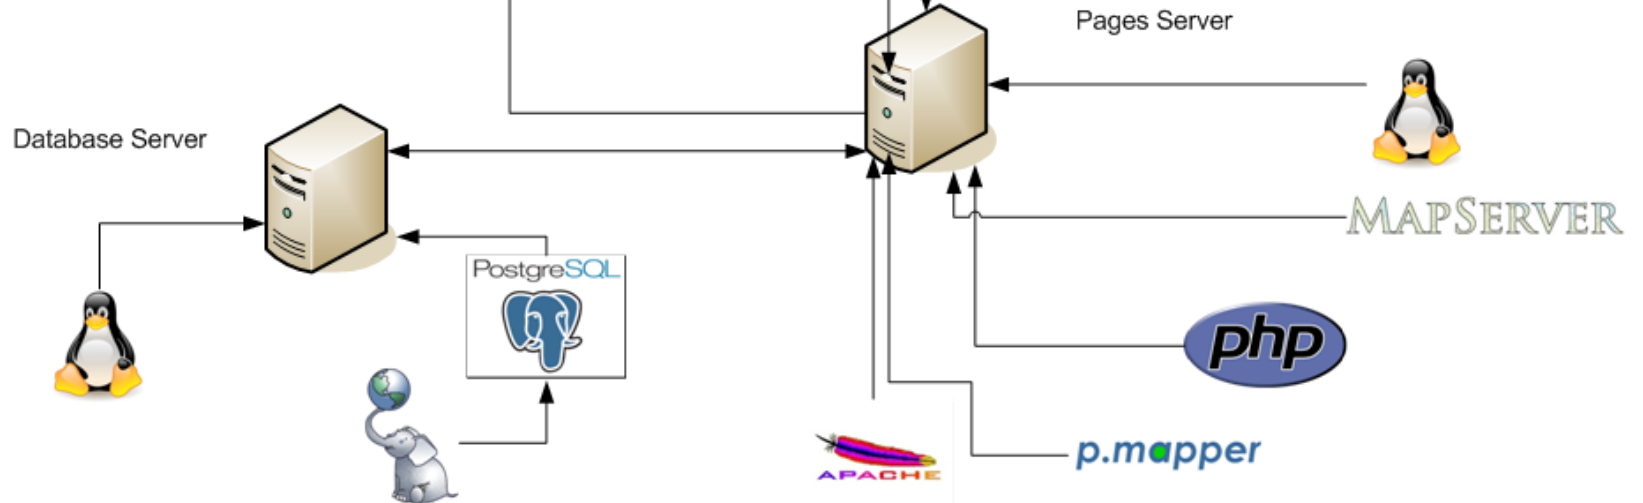 Pages Server
Database Server
MAPSERVER
PostgreSQL
php
p.mapper
APACHE